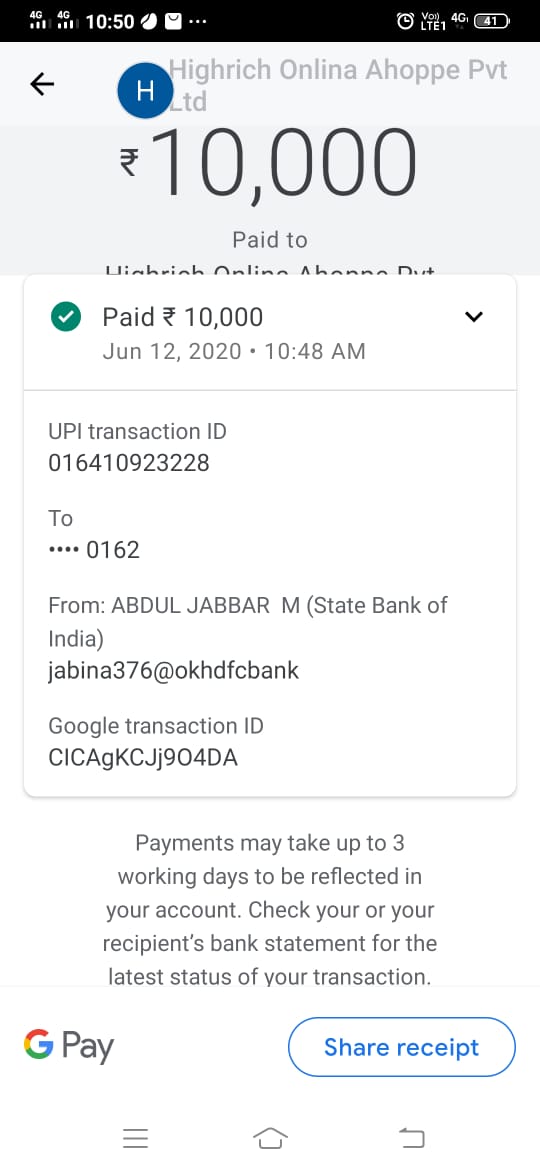 4G 4G 10:50 ... Vo) LTE1 4G 41
H Highrich Onlina Ahoppe Pvt
Ltd
₹10,000
Paid to
Highrich Onlina Ahoppe Pvt
Paid ₹ 10,000
Jun 12, 2020 • 10:48 AM
UPI transaction ID
016410923228
To
•••• 0162
From: ABDUL JABBAR M (State Bank of
India)
jabina376@okhdfcbank
Google transaction ID
CICAgKCJj9O4DA
Payments may take up to 3
working days to be reflected in
your account. Check your or your
recipient's bank statement for the
latest status of your transaction.
G Pay
Share receipt